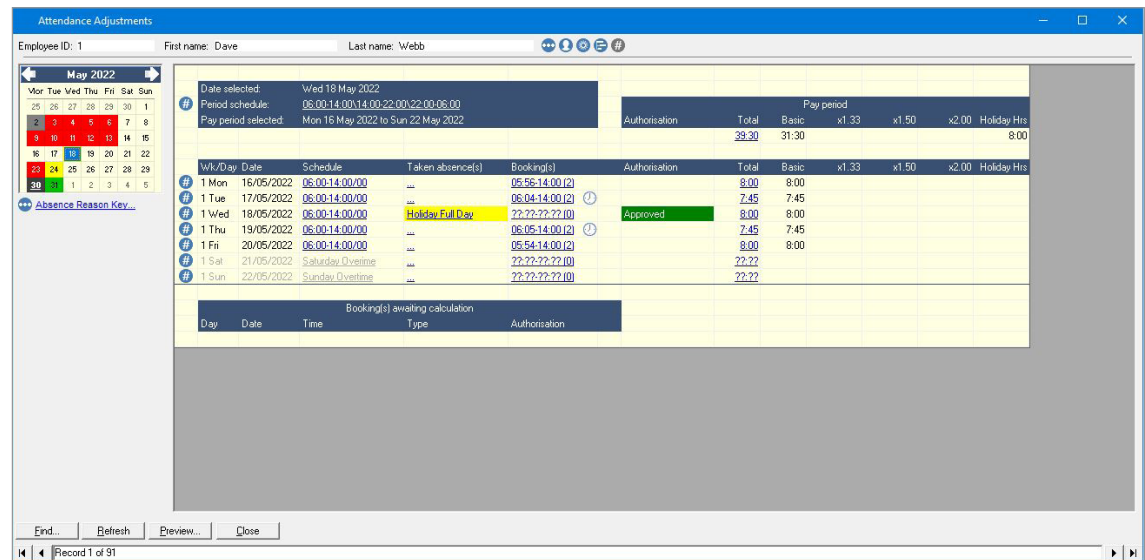 Attendance Adjustments
Employee ID: 1 First name: Dave Last name: Webb
May 2022
Mon Tue Wed Thu Fri Sat Sun
25 26 27 28 29 30 1
2 3 4 5 6 7 8
9 10 11 12 13 14 15
16 17 18 19 20 21 22
23 24 25 26 27 28 29
30 31 1 2 3 4 5
Absence Reason Key...
Date selected: Wed 18 May 2022
# Period schedule: 06:00-14:00\14:00-22:00\22:00-06:00 Pay period
Pay period selected: Mon 16 May 2022 to Sun 22 May 2022 Authorisation Total Basic x1.33 x1.50 x2.00 Holiday Hrs
39:30 31:30 8:00
Wk/Day Date Schedule Taken absence(s) Booking(s) Authorisation Total Basic x1.33 x1.50 x2.00 Holiday Hrs
# 1 Mon 16/05/2022 06:00-14:00/00 ... 05:56-14:00 (2) 8:00 8:00
# 1 Tue 17/05/2022 06:00-14:00/00 ... 06:04-14:00 (2) 7:45 7:45
# 1 Wed 18/05/2022 06:00-14:00/00 Holiday Full Day ??:??-??:?? (0) Approved 8:00 8:00
# 1 Thu 19/05/2022 06:00-14:00/00 ... 06:05-14:00 (2) 7:45 7:45
# 1 Fri 20/05/2022 06:00-14:00/00 ... 05:54-14:00 (2) 8:00 8:00
# 1 Sat 21/05/2022 Saturday Overime ... ??:??-??:?? (0) ??:??
# 1 Sun 22/05/2022 Sunday Overtime ... ??:??-??:?? (0) ??:??
Booking(s) awaiting calculation
Day Date Time Type Authorisation
Find... Refresh Preview... Close
Record 1 of 91